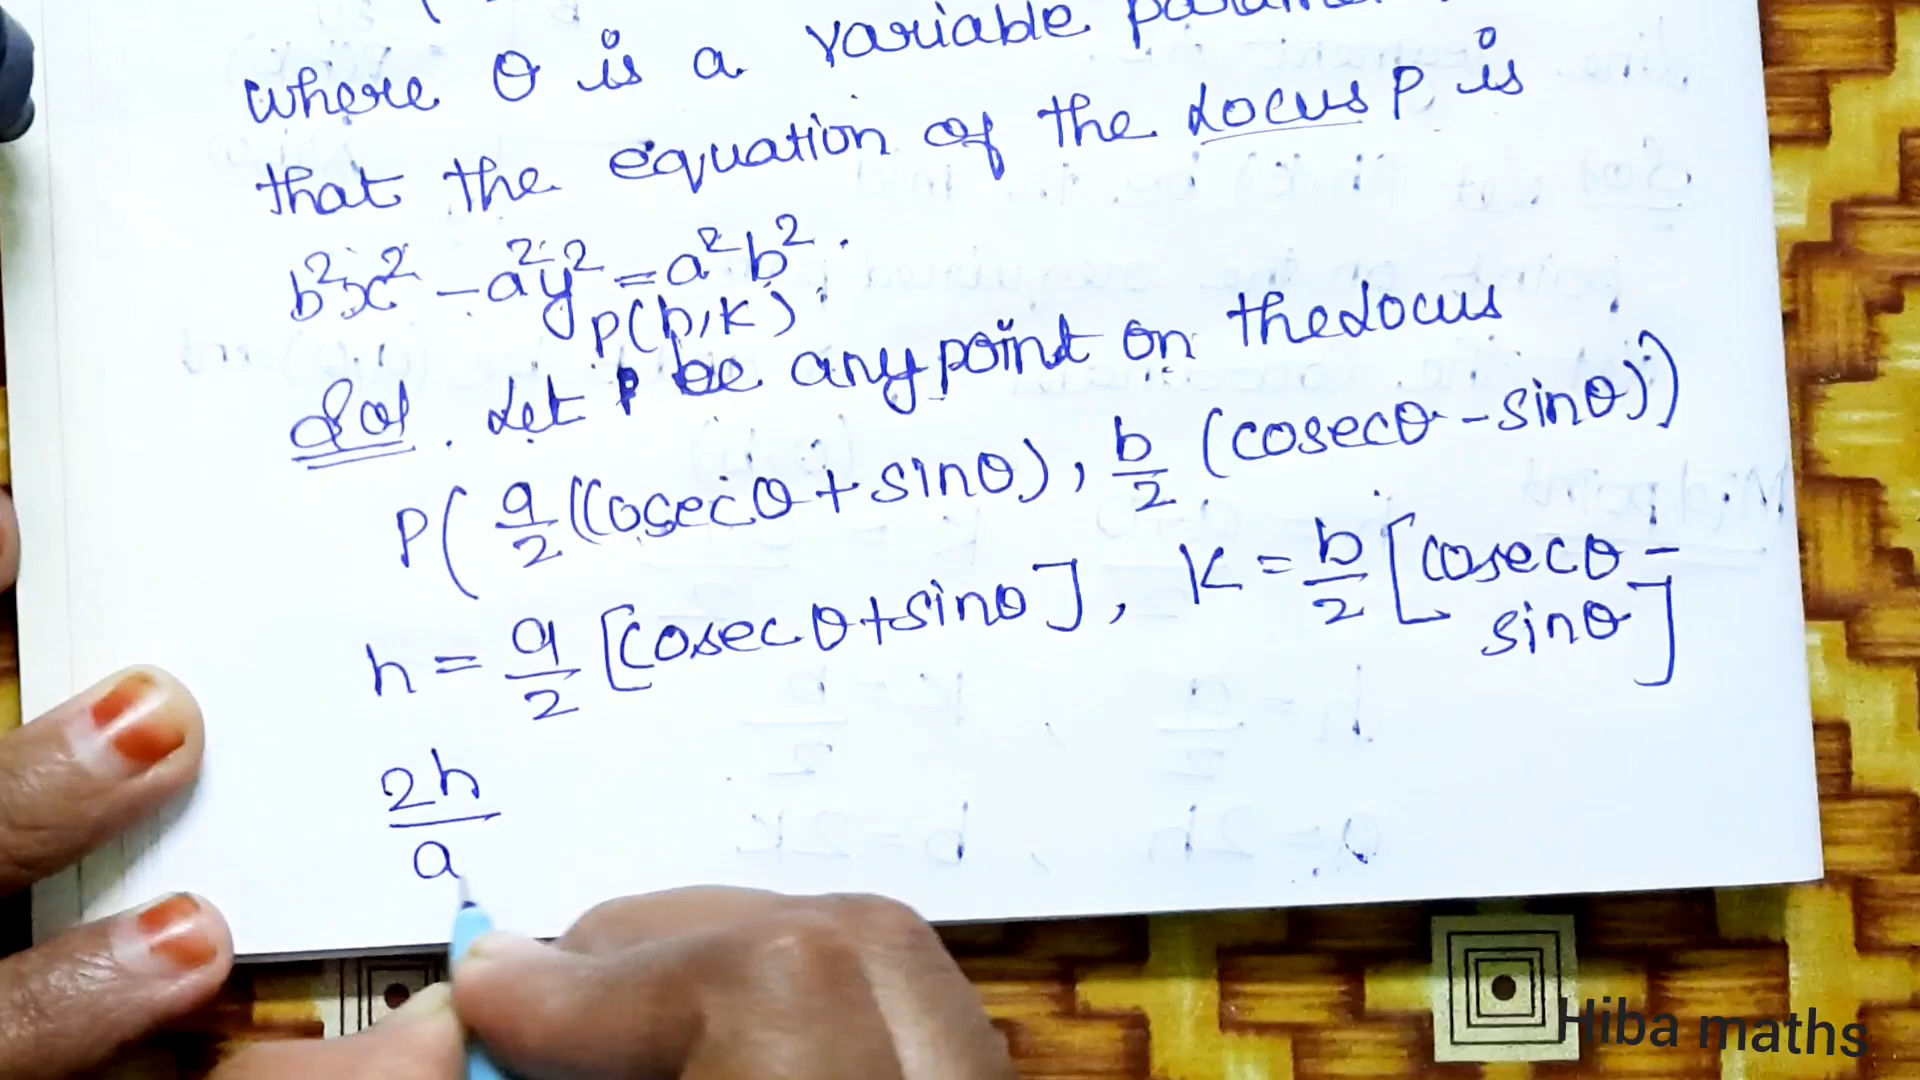 where θ is a variable
that the equation of the Locus P is
b²x² - a²y² = a²b².
P(h,k)
Sol. Let P be any point on the Locus
P( a/2 (Cosecθ + sinθ), b/2 (cosecθ - sinθ))
h = a/2 [cosecθ + sinθ], K = b/2 [cosecθ -
sinθ]
2h/a
Hiba maths